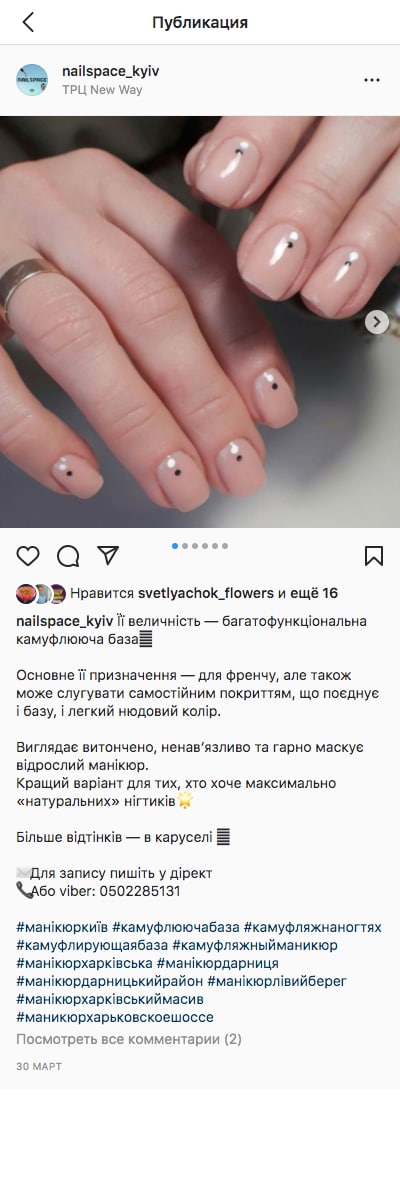 Публикация
nailspace_kyiv
ТРЦ New Way
NAILSPACE
Нравится svetlyachok_flowers и ещё 16
nailspace_kyiv Її величність — багатофункціональна
камуфлююча база
Основне її призначення — для френчу, але також
може слугувати самостійним покриттям, що поєднує
і базу, і легкий нюдовий колір.
Виглядає витончено, ненав'язливо та гарно маскує
відрослий манікюр.
Кращий варіант для тих, хто хоче максимально
«натуральних» нігтиків🌟
Більше відтінків — в каруселі
✉️Для запису пишіть у дірект
📞Або viber: 0502285131
#манікюркиїв #камуфлюючабаза #камуфляжнаногтях
#камуфлирующаябаза #камуфляжныйманикюр
#манікюрхарківська #манікюрдарниця
#манікюрдарницькийрайон #манікюрлівийберег
#манікюрхарківськиймасив
#маникюрхарьковскоешоссе
Посмотреть все комментарии (2)
30 МАРТ